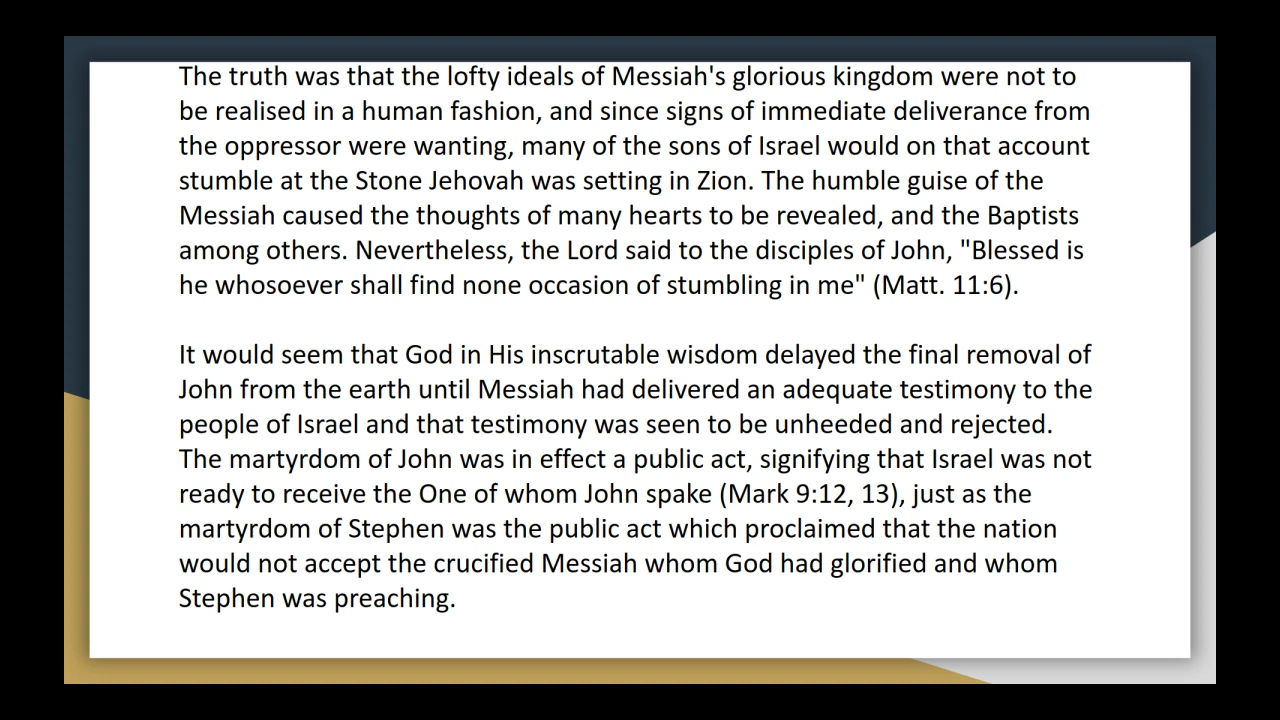 The truth was that the lofty ideals of Messiah's glorious kingdom were not to
be realised in a human fashion, and since signs of immediate deliverance from
the oppressor were wanting, many of the sons of Israel would on that account
stumble at the Stone Jehovah was setting in Zion. The humble guise of the
Messiah caused the thoughts of many hearts to be revealed, and the Baptists
among others. Nevertheless, the Lord said to the disciples of John, "Blessed is
he whosoever shall find none occasion of stumbling in me" (Matt. 11:6).
It would seem that God in His inscrutable wisdom delayed the final removal of
John from the earth until Messiah had delivered an adequate testimony to the
people of Israel and that testimony was seen to be unheeded and rejected.
The martyrdom of John was in effect a public act, signifying that Israel was not
ready to receive the One of whom John spake (Mark 9:12, 13), just as the
martyrdom of Stephen was the public act which proclaimed that the nation
would not accept the crucified Messiah whom God had glorified and whom
Stephen was preaching.